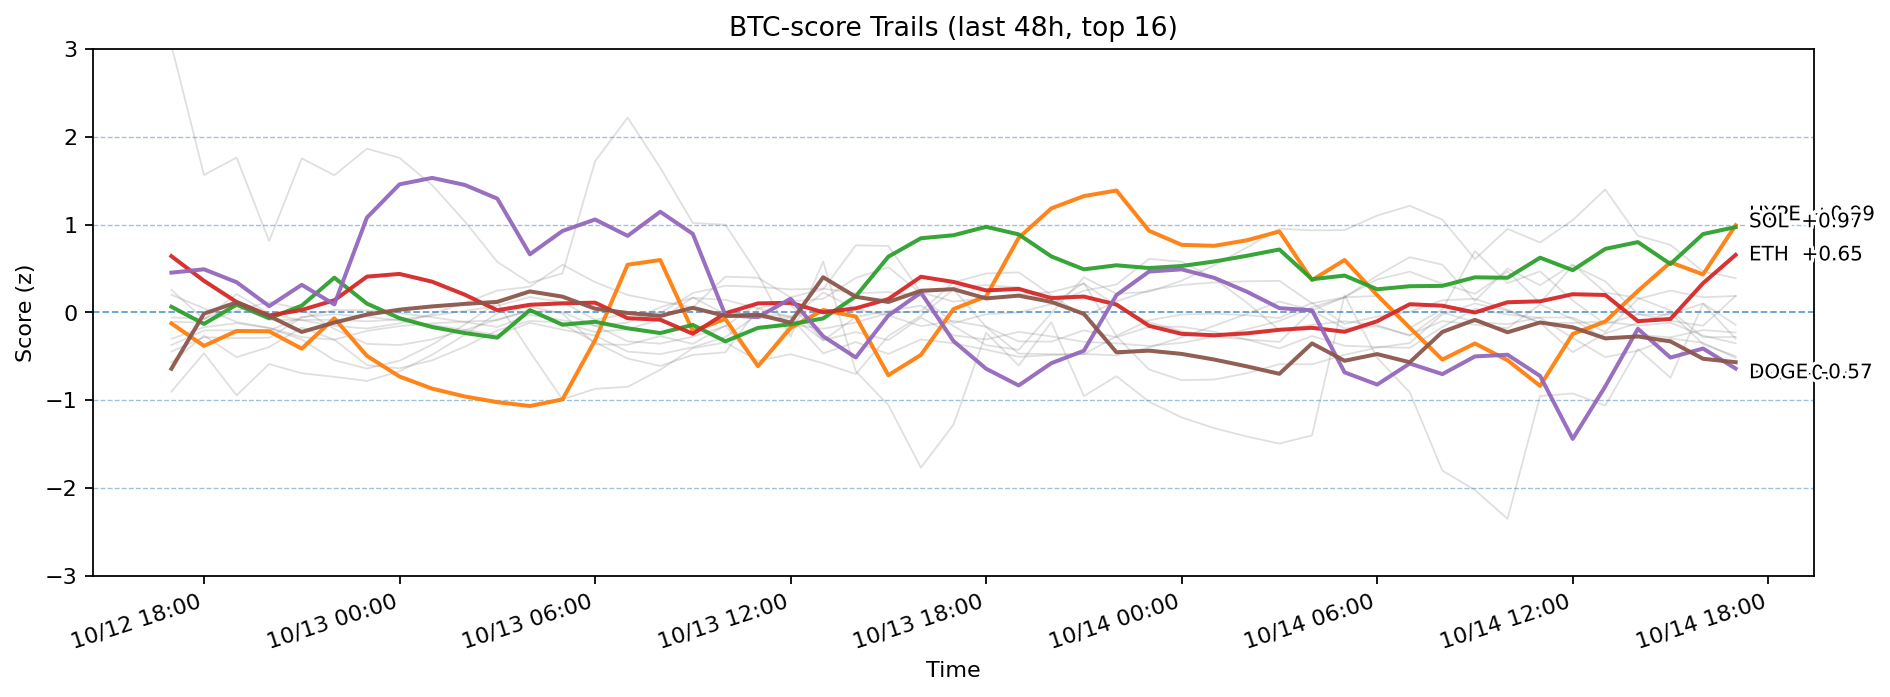 BTC-score Trails (last 48h, top 16)
Score (z)
3
2
1
0
−1
−2
−3
SOL +0.97
ETH +0.65
DOGE -0.57
10/12 18:00
10/13 00:00
10/13 06:00
10/13 12:00
10/13 18:00
10/14 00:00
10/14 06:00
10/14 12:00
10/14 18:00
Time